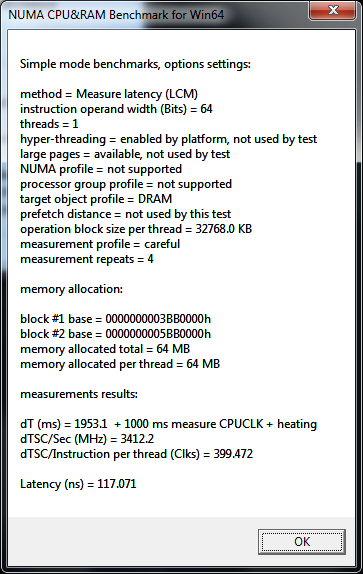 NUMA CPU&RAM Benchmark for Win64
Simple mode benchmarks, options settings:
method = Measure latency (LCM)
instruction operand width (Bits) = 64
threads = 1
hyper-threading = enabled by platform, not used by test
large pages = available, not used by test
NUMA profile = not supported
processor group profile = not supported
target object profile = DRAM
prefetch distance = not used by this test
operation block size per thread = 32768.0 KB
measurement profile = careful
measurement repeats = 4
memory allocation:
block #1 base = 0000000003BB0000h
block #2 base = 0000000005BB0000h
memory allocated total = 64 MB
memory allocated per thread = 64 MB
measurements results:
dT (ms) = 1953.1  + 1000 ms measure CPUCLK + heating
dTSC/Sec (MHz) = 3412.2
dTSC/Instruction per thread (Clks) = 399.472
Latency (ns) = 117.071
OK